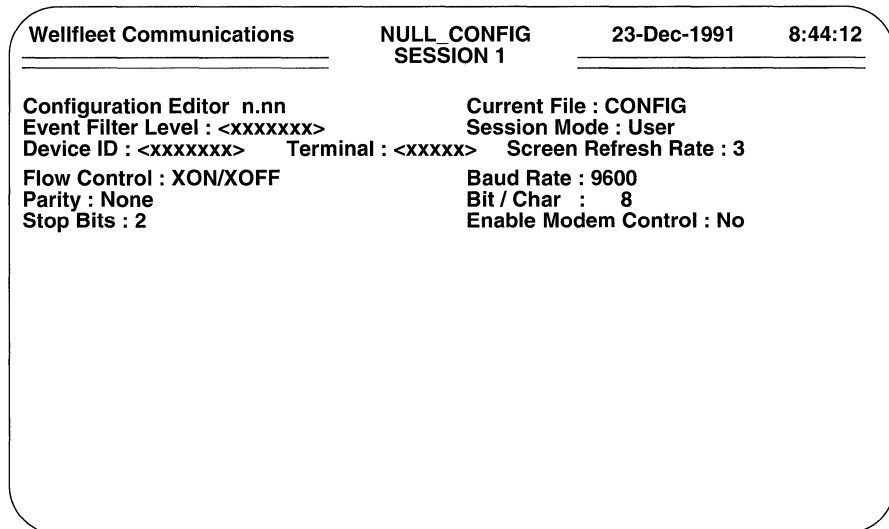 Wellfleet Communications NULL_CONFIG 23-Dec-1991 8:44:12
SESSION 1
Configuration Editor n.nn Current File : CONFIG
Event Filter Level : <xxxxxxx> Session Mode : User
Device ID : <xxxxxxx> Terminal : <xxxxx> Screen Refresh Rate : 3
Flow Control : XON/XOFF Baud Rate : 9600
Parity : None Bit / Char : 8
Stop Bits : 2 Enable Modem Control : No